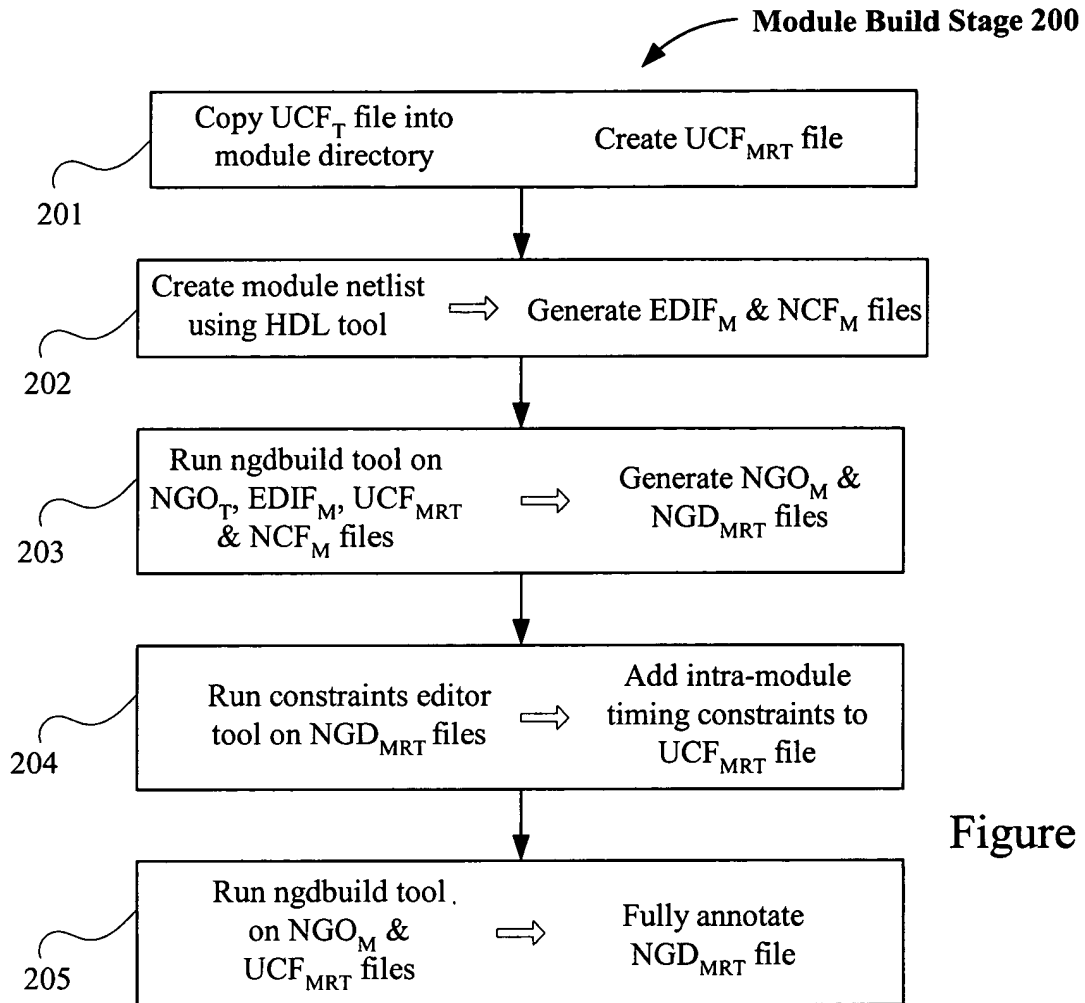 Module Build Stage 200
Copy UCF_T file into
module directory
Create UCF_MRT file
201
Create module netlist
using HDL tool
Generate EDIF_M & NCF_M files
202
Run ngdbuild tool on
NGO_T, EDIF_M, UCF_MRT
& NCF_M files
Generate NGO_M &
NGD_MRT files
203
Run constraints editor
tool on NGD_MRT files
Add intra-module
timing constraints to
UCF_MRT file
204
Figure
Run ngdbuild tool
on NGO_M &
UCF_MRT files
Fully annotate
NGD_MRT file
205